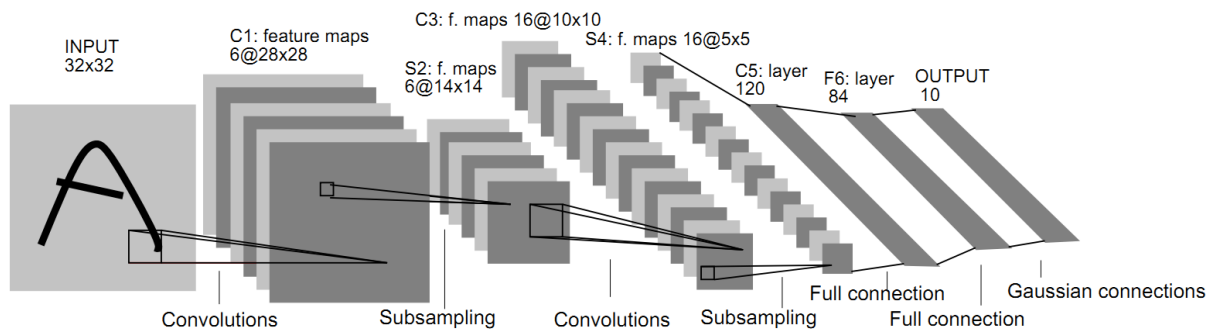 INPUT
32x32
C1: feature maps
6@28x28
S2: f. maps
6@14x14
C3: f. maps 16@10x10
S4: f. maps 16@5x5
C5: layer
120
F6: layer
84
OUTPUT
10
Convolutions
Subsampling
Convolutions
Subsampling
Full connection
Full connection
Gaussian connections
A